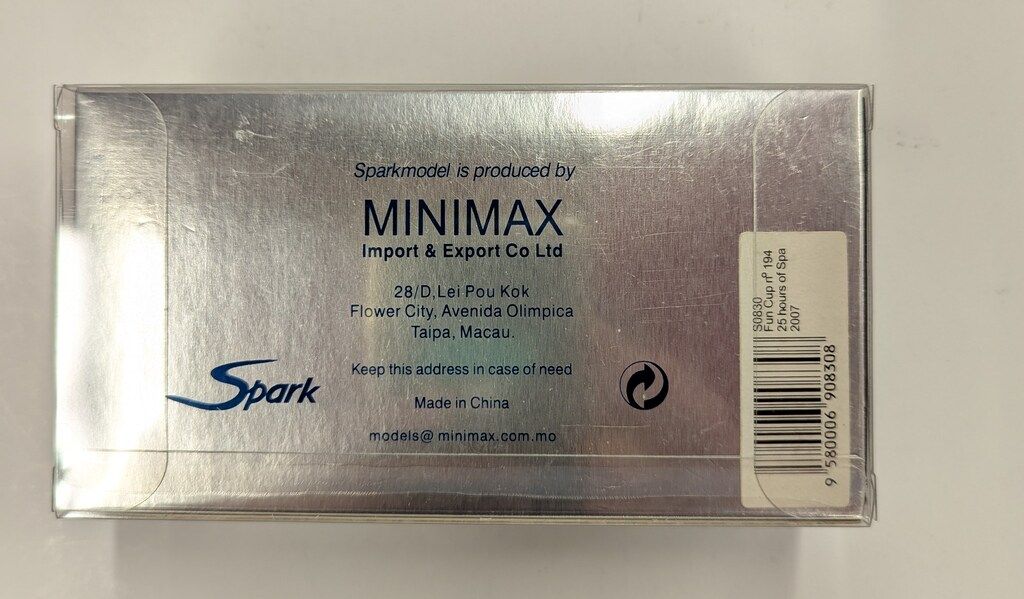 Sparkmodel is produced by
MINIMAX
Import & Export Co Ltd
28/D,Lei Pou Kok
Flower City, Avenida Olimpica
Taipa, Macau.
Keep this address in case of need
Made in China
models@minimax.com.mo
Spark
S0830
Fun Cup nº 194
25 hours of Spa
2007
9 580006 908308